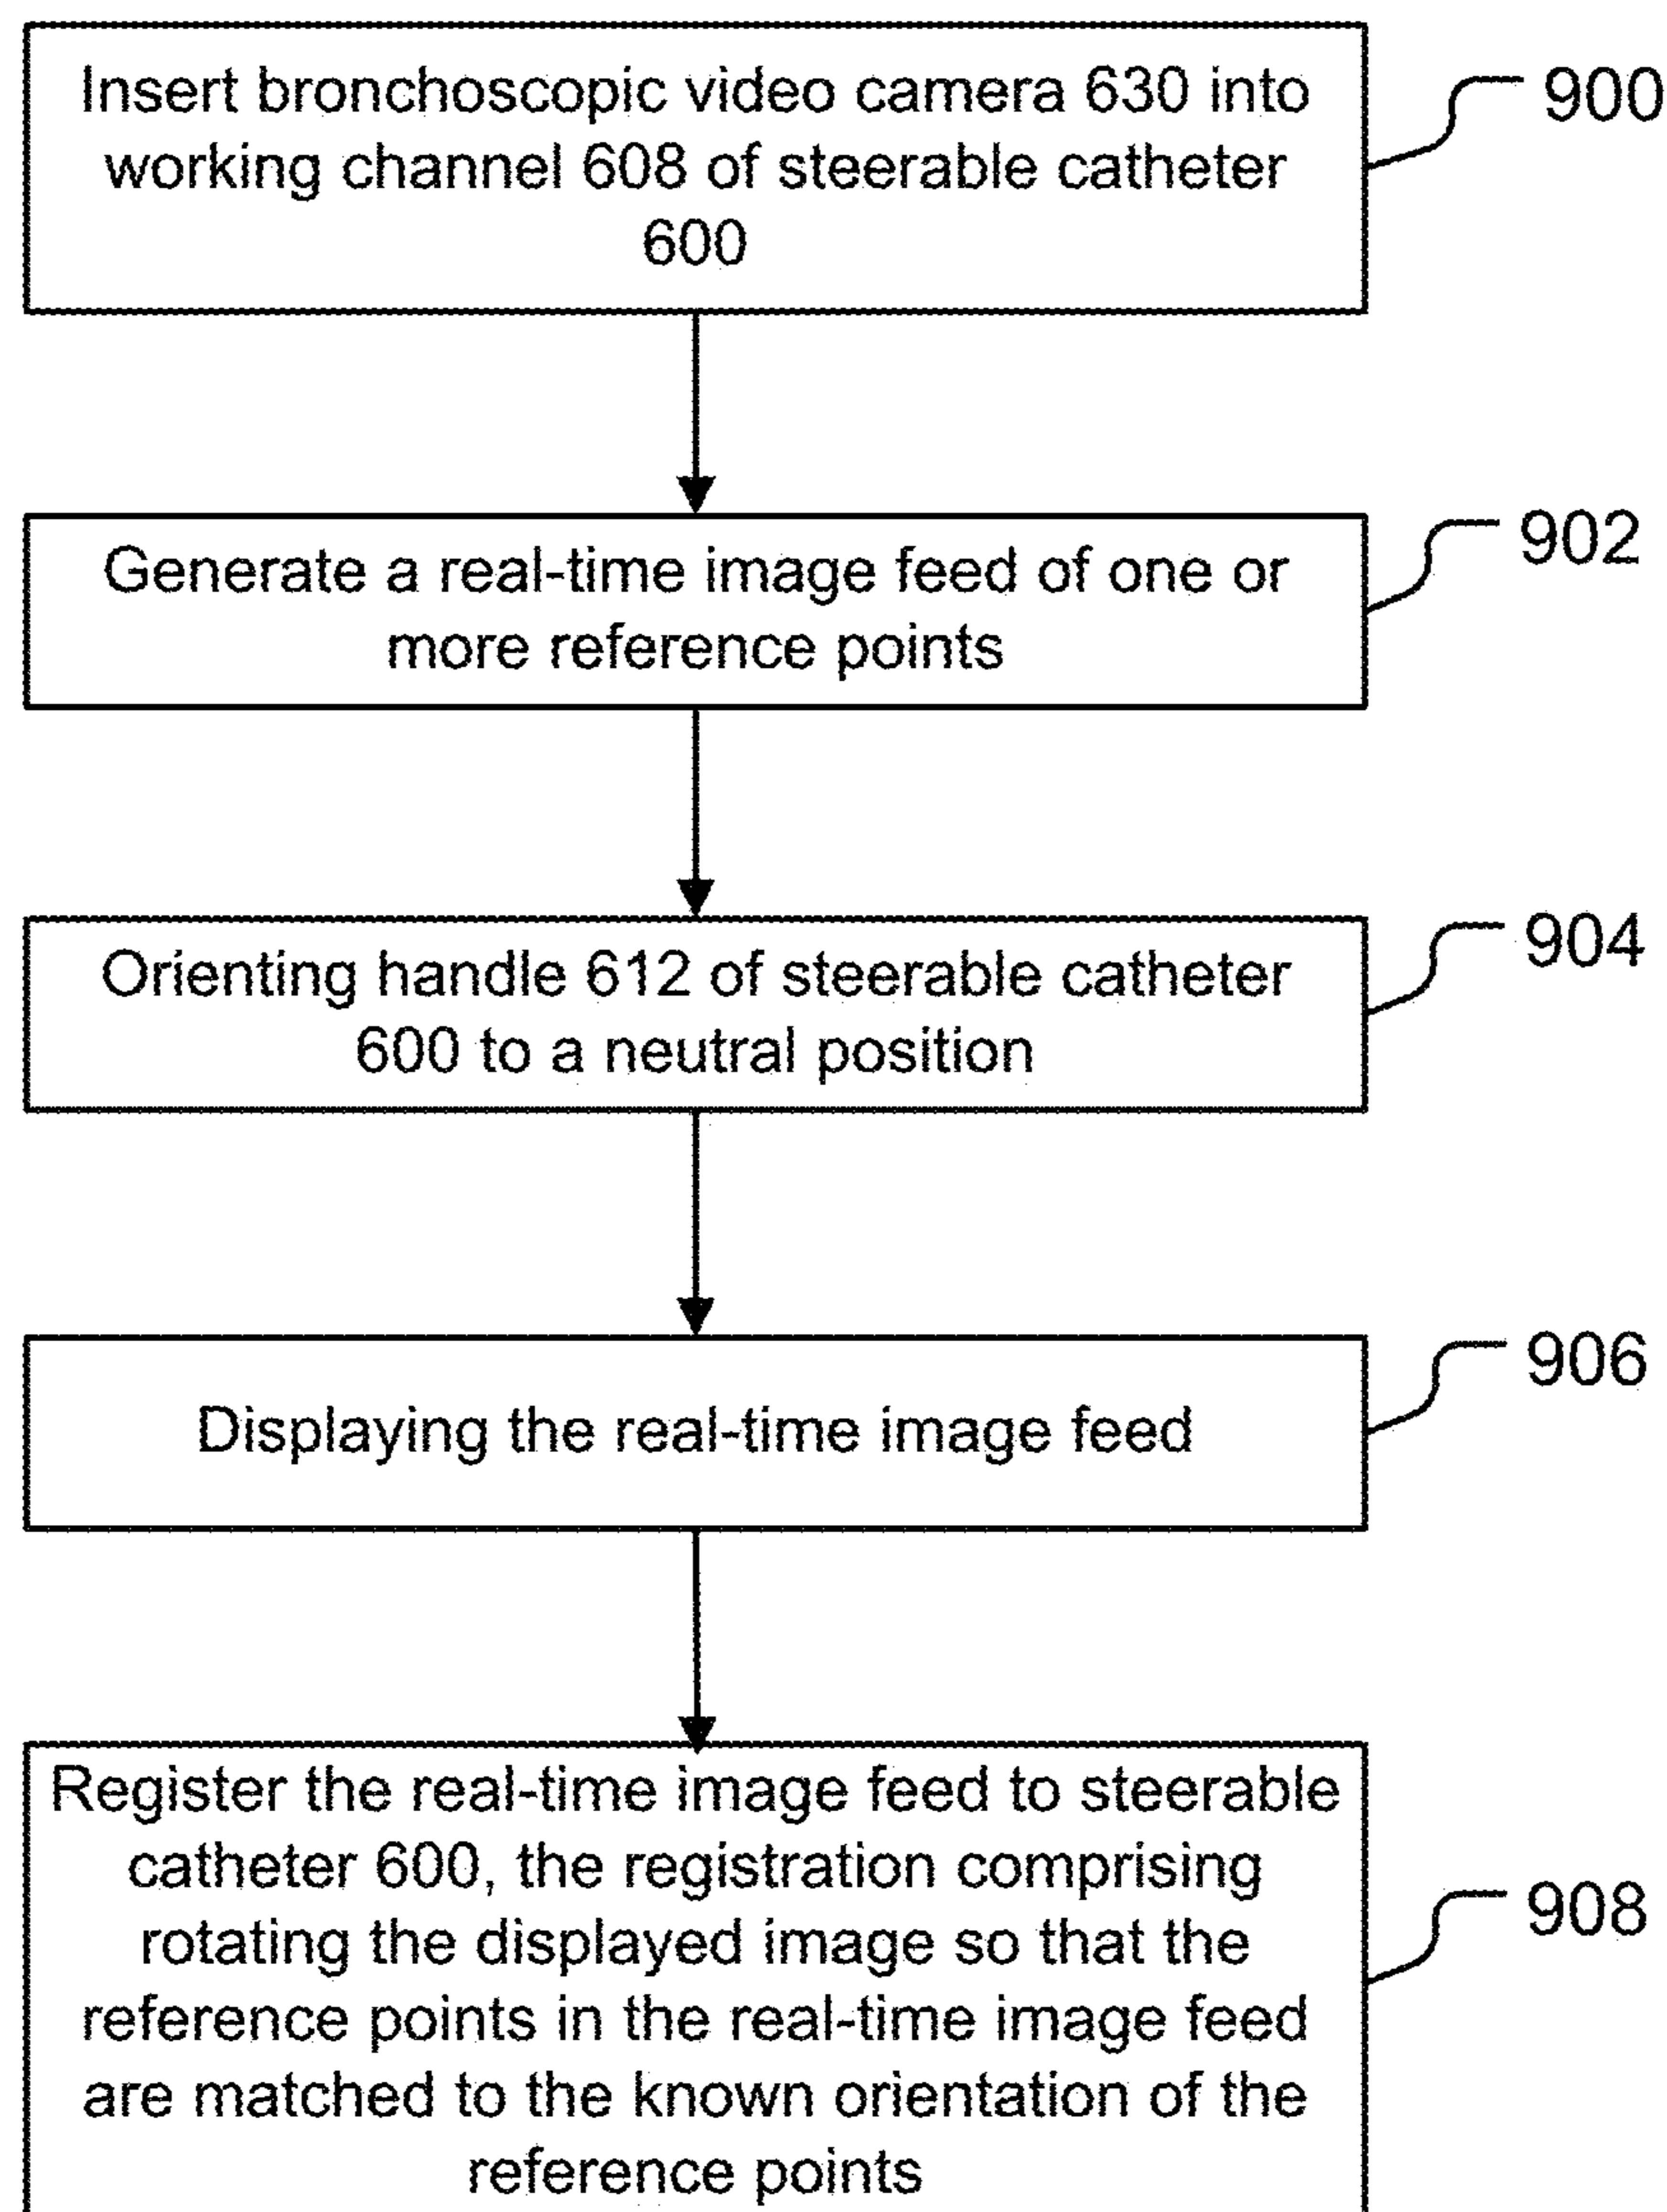 Insert bronchoscopic video camera 630 into
working channel 608 of steerable catheter
600
900
Generate a real-time image feed of one or
more reference points
902
Orienting handle 612 of steerable catheter
600 to a neutral position
904
Displaying the real-time image feed
906
Register the real-time image feed to steerable
catheter 600, the registration comprising
rotating the displayed image so that the
reference points in the real-time image feed
are matched to the known orientation of the
reference points
908